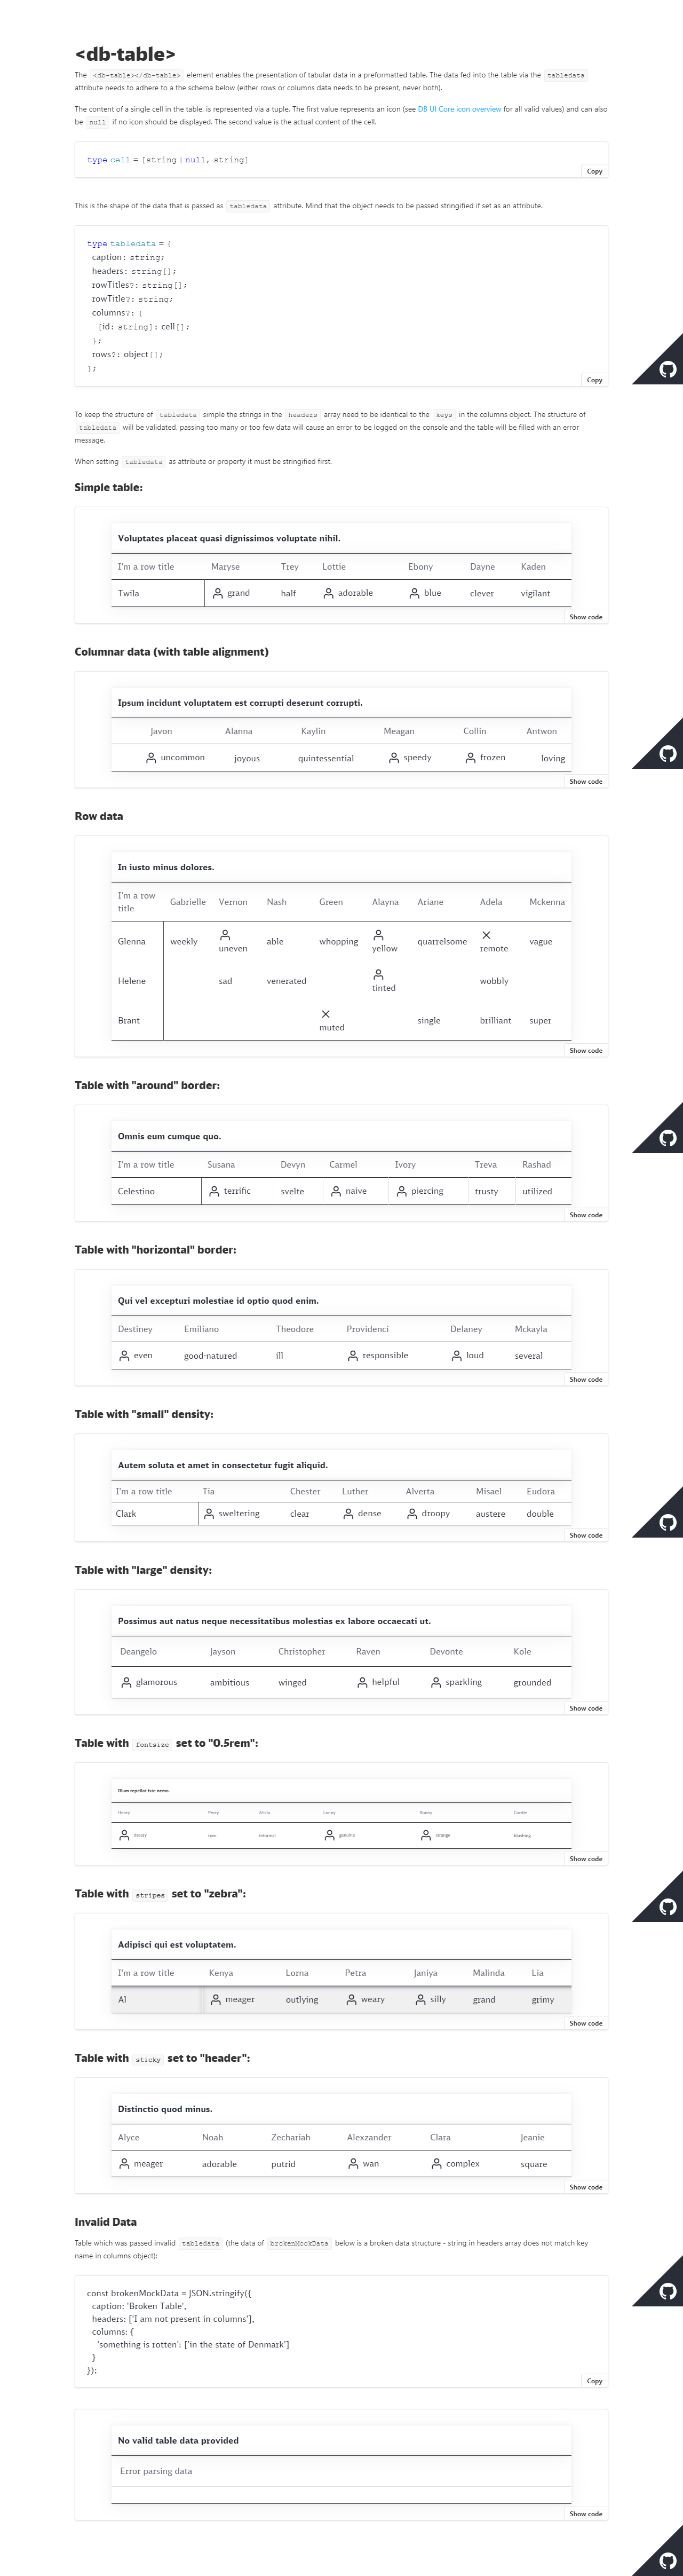 <db-table>
The <db-table></db-table> element enables the presentation of tabular data in a preformatted table. The data fed into the table via the tabledata
attribute needs to adhere to a the schema below (either rows or columns data needs to be present, never both).
The content of a single cell in the table, is represented via a tuple. The first value represents an icon (see DB UI Core icon overview for all valid values) and can also
be null if no icon should be displayed. The second value is the actual content of the cell.
type cell = [string | null, string]
Copy
This is the shape of the data that is passed as tabledata attribute. Mind that the object needs to be passed stringified if set as an attribute.
type tabledata = {
caption: string;
headers: string[];
rowTitles?: string[];
rowTitle?: string;
columns?: {
[id: string]: cell[];
};
rows?: object[];
};
Copy
To keep the structure of tabledata simple the strings in the headers array need to be identical to the keys in the columns object. The structure of
tabledata will be validated, passing too many or too few data will cause an error to be logged on the console and the table will be filled with an error
message.
When setting tabledata as attribute or property it must be stringified first.
Simple table:
Voluptates placeat quasi dignissimos voluptate nihil.
I'm a row title Maryse Trey Lottie Ebony Dayne Kaden
Twila grand half adorable blue clever vigilant
Show code
Columnar data (with table alignment)
Ipsum incidunt voluptatem est corrupti deserunt corrupti.
Javon Alanna Kaylin Meagan Collin Antwon
uncommon joyous quintessential speedy frozen loving
Show code
Row data
In iusto minus dolores.
I'm a row title Gabrielle Vernon Nash Green Alayna Ariane Adela Mckenna
Glenna weekly uneven able whopping yellow quarrelsome remote vague
Helene sad venerated tinted wobbly
Brant muted single brilliant super
Show code
Table with "around" border:
Omnis eum cumque quo.
I'm a row title Susana Devyn Carmel Ivory Treva Rashad
Celestino terrific svelte naive piercing trusty utilized
Show code
Table with "horizontal" border:
Qui vel excepturi molestiae id optio quod enim.
Destiney Emiliano Theodore Providenci Delaney Mckayla
even good-natured ill responsible loud several
Show code
Table with "small" density:
Autem soluta et amet in consectetur fugit aliquid.
I'm a row title Tia Chester Luther Alverta Misael Eudora
Clark sweltering clear dense droopy austere double
Show code
Table with "large" density:
Possimus aut natus neque necessitatibus molestias ex labore occaecati ut.
Deangelo Jayson Christopher Raven Devonte Kole
glamorous ambitious winged helpful sparkling grounded
Show code
Table with fontsize set to "0.5rem":
Illum repellat iste nemo.
Henry Percy Alicia Lonny Ronny Candle
genuine strange blushing
Show code
Table with stripes set to "zebra":
Adipisci qui est voluptatem.
I'm a row title Kenya Lorna Petra Janiya Malinda Lia
Al meager outlying weary silly grand grimy
Show code
Table with sticky set to "header":
Distinctio quod minus.
Alyce Noah Zechariah Alexzander Clara Jeanie
meager adorable putrid wan complex square
Show code
Invalid Data
Table which was passed invalid tabledata (the data of brokenMockData below is a broken data structure - string in headers array does not match key
name in columns object):
const brokenMockData = JSON.stringify({
caption: 'Broken Table',
headers: ['I am not present in columns'],
columns: {
'something is rotten': ['in the state of Denmark']
}
});
Copy
No valid table data provided
Error parsing data
Show code